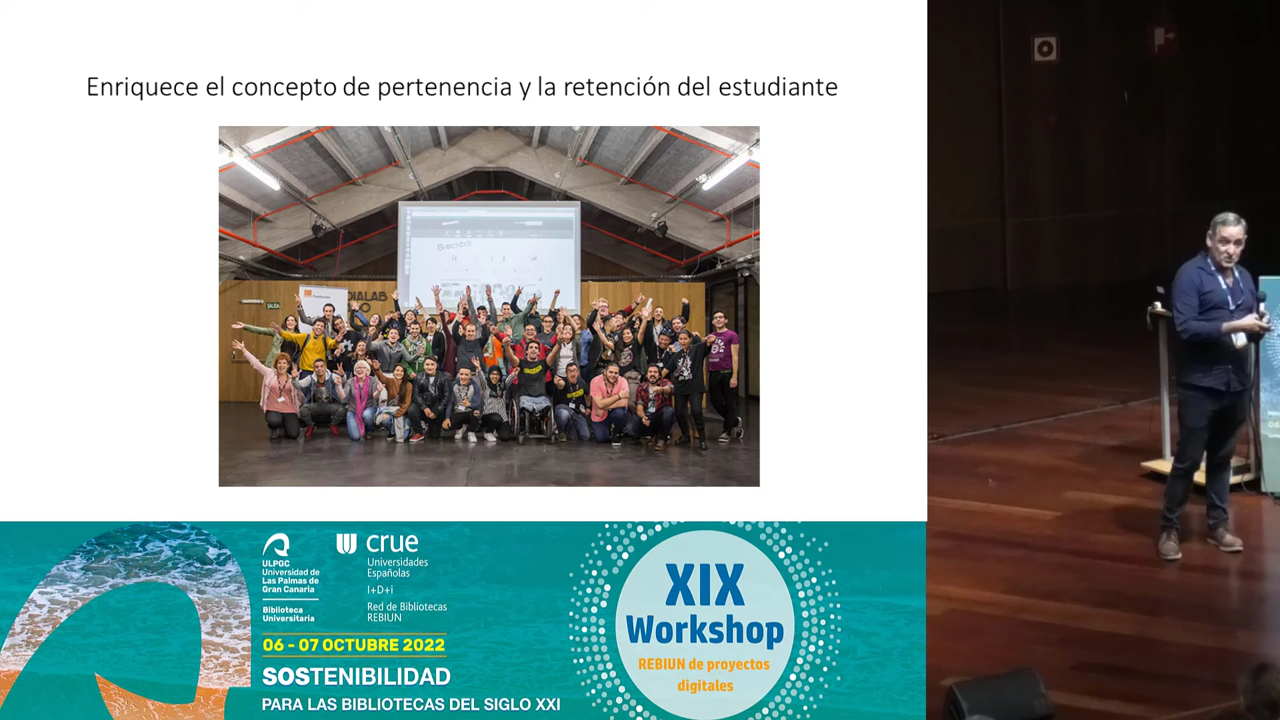 Enriquece el concepto de pertenencia y la retención del estudiante
SALIDA
ULPGC
Universidad de
Las Palmas de
Gran Canaria
Biblioteca
Universitaria
crue
Universidades
Españolas
I+D+i
Red de Bibliotecas
REBIUN
06 - 07 OCTUBRE 2022
SOSTENIBILIDAD
PARA LAS BIBLIOTECAS DEL SIGLO XXI
XIX
Workshop
REBIUN de proyectos
digitales